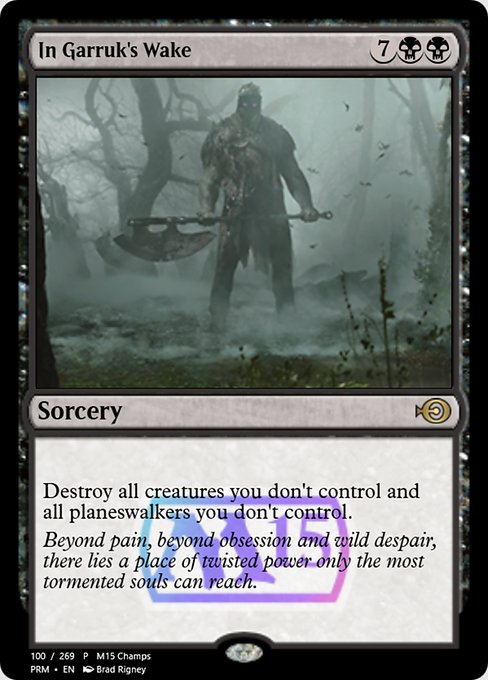 In Garruk's Wake 7
Sorcery
Destroy all creatures you don't control and
all planeswalkers you don't control.
Beyond pain, beyond obsession and wild despair,
there lies a place of twisted power only the most
tormented souls can reach.
M15
100 / 269 P M15 Champs
PRM • EN Brad Rigney